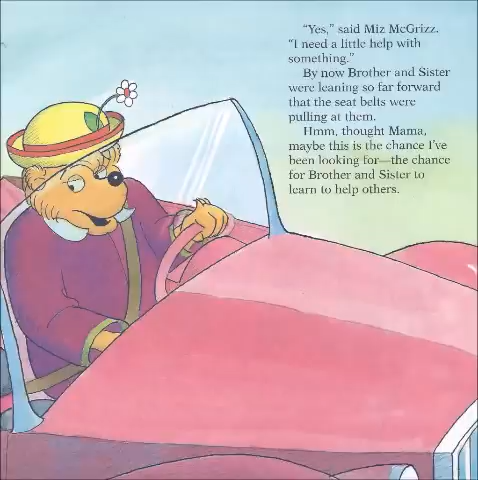 “Yes,” said Miz McGrizz.
“I need a little help with
something.”
By now Brother and Sister
were leaning so far forward
that the seat belts were
pulling at them.
Hmm, thought Mama,
maybe this is the chance I’ve
been looking for—the chance
for Brother and Sister to
learn to help others.